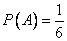 P(A) = 1/6